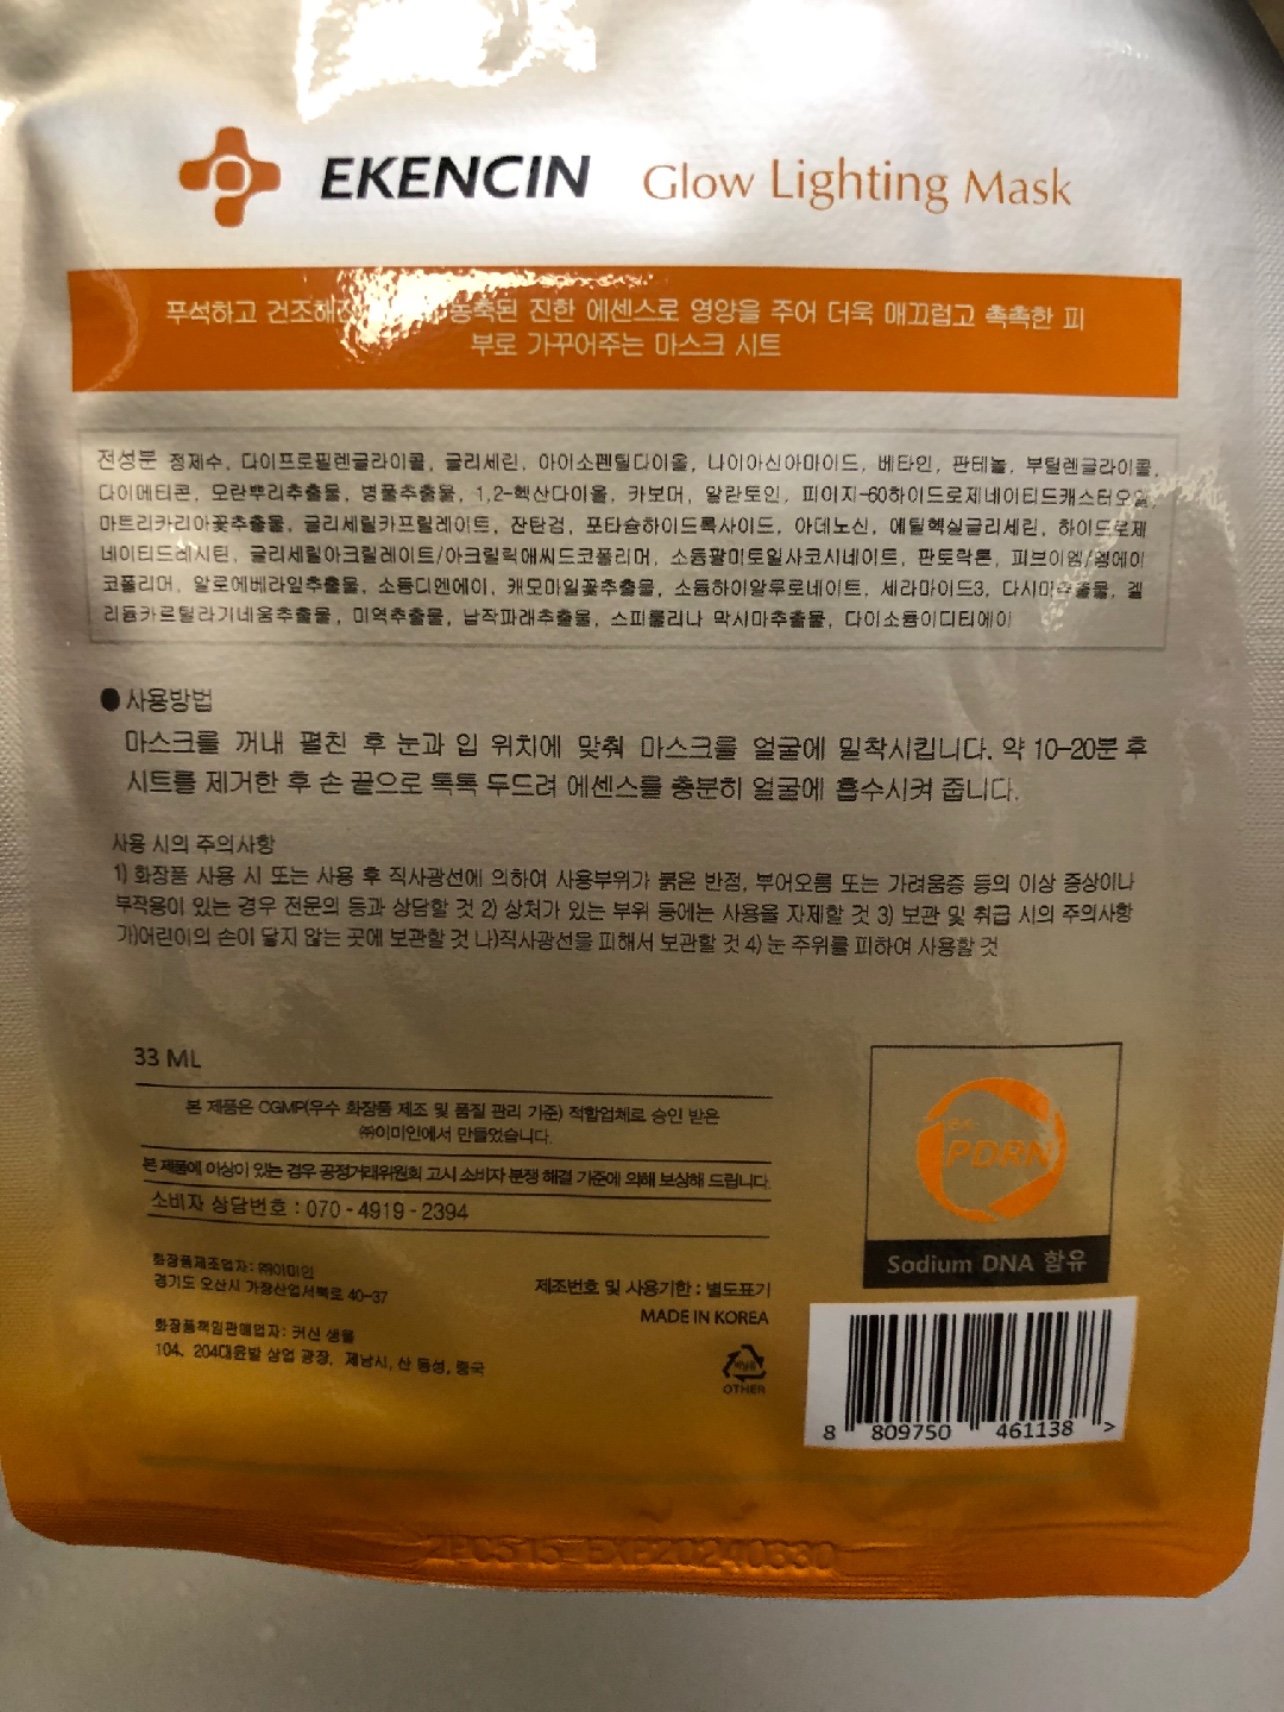 EKENCIN Glow Lighting Mask
푸석하고 건조해진 농축된 진한 에센스로 영양을 주어 더욱 매끄럽고 촉촉한 피
부로 가꾸어주는 마스크 시트
전성분 정제수, 다이프로필렌글라이콜, 글리세린, 아이소펜틸다이올, 나이아신아마이드, 베타인, 판테놀, 부틸렌글라이콜,
다이메티콘, 모란뿌리추출물, 병풀추출물, 1,2-헥산다이올, 카보머, 알란토인, 피이지-60하이드로제네이티드캐스터오일,
마트리카리아꽃추출물, 글리세릴카프릴레이트, 잔탄검, 포타슘하이드록사이드, 아데노신, 에틸헥실글리세린, 하이드로제
네이티드레시틴, 글리세릴아크릴레이트/아크릴릭애씨드코폴리머, 소듐팔미토일사코시네이트, 판토락톤, 피브이엠/엠에이
코폴리머, 알로에베라잎추출물, 소듐디엔에이, 캐모마일꽃추출물, 소듐하이알루로네이트, 세라마이드3, 다시마추출물, 겔
리듐카르틸라기네움추출물, 미역추출물, 납작파래추출물, 스피룰리나 막시마추출물, 다이소듐이디티에이
● 사용방법
마스크를 꺼내 펼친 후 눈과 입 위치에 맞춰 마스크를 얼굴에 밀착시킵니다. 약 10-20분 후
시트를 제거한 후 손 끝으로 톡톡 두드려 에센스를 충분히 얼굴에 흡수시켜 줍니다.
사용 시의 주의사항
1) 화장품 사용 시 또는 사용 후 직사광선에 의하여 사용부위가 붉은 반점, 부어오름 또는 가려움증 등의 이상 증상이나
부작용이 있는 경우 전문의 등과 상담할 것 2) 상처가 있는 부위 등에는 사용을 자제할 것 3) 보관 및 취급 시의 주의사항
가)어린이의 손이 닿지 않는 곳에 보관할 것 나)직사광선을 피해서 보관할 것 4) 눈 주위를 피하여 사용할 것
33 ML
본 제품은 CGMP(우수 화장품 제조 및 품질 관리 기준) 적합업체로 승인 받은
㈜이미인에서 만들었습니다.
본 제품에 이상이 있는 경우 공정거래위원회 고시 소비자 분쟁 해결 기준에 의해 보상해 드립니다.
소비자 상담번호 : 070 - 4919 - 2394
화장품제조업자: ㈜이미인
경기도 오산시 가장산업서북로 40-37
화장품책임판매업자: 커신 생물
104, 204대윤발 상업 광장, 제남시, 산 동성, 중국
제조번호 및 사용기한 : 별도표기
MADE IN KOREA
OTHER
PDRN
Sodium DNA 함유
8 809750 461138 >
2PC515 EXP20240330